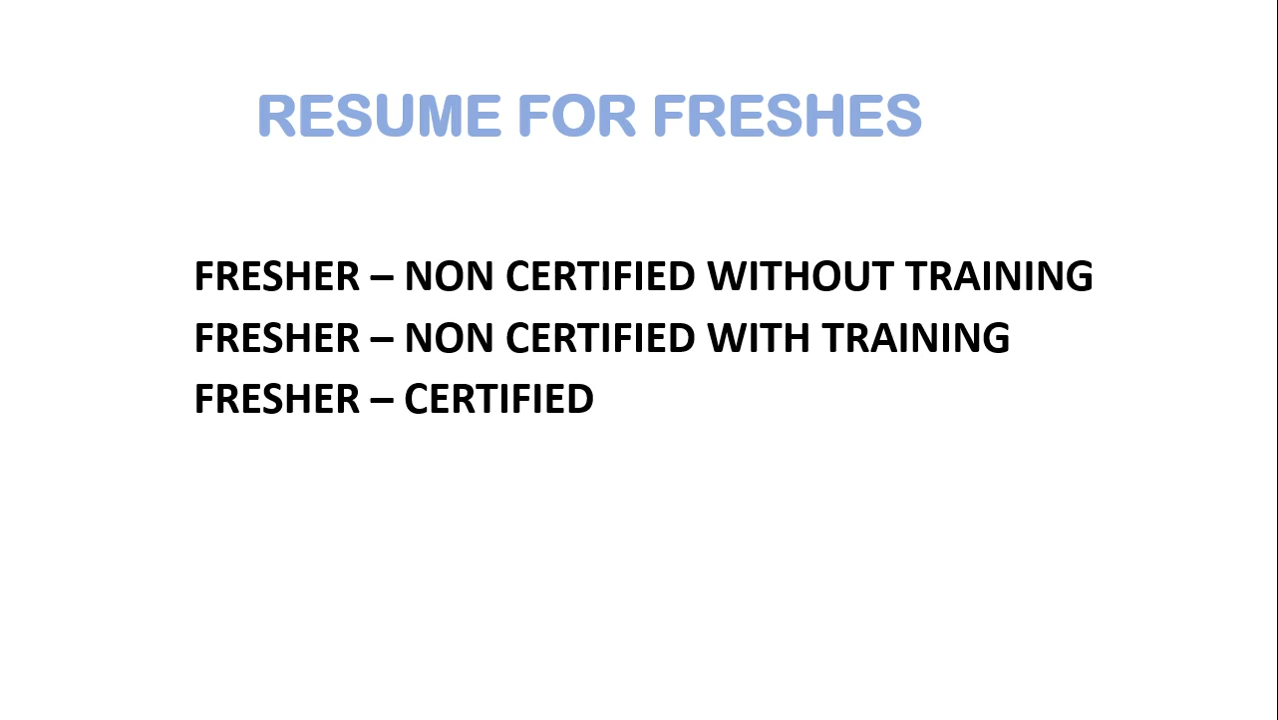 RESUME FOR FRESHES
FRESHER – NON CERTIFIED WITHOUT TRAINING
FRESHER – NON CERTIFIED WITH TRAINING
FRESHER – CERTIFIED